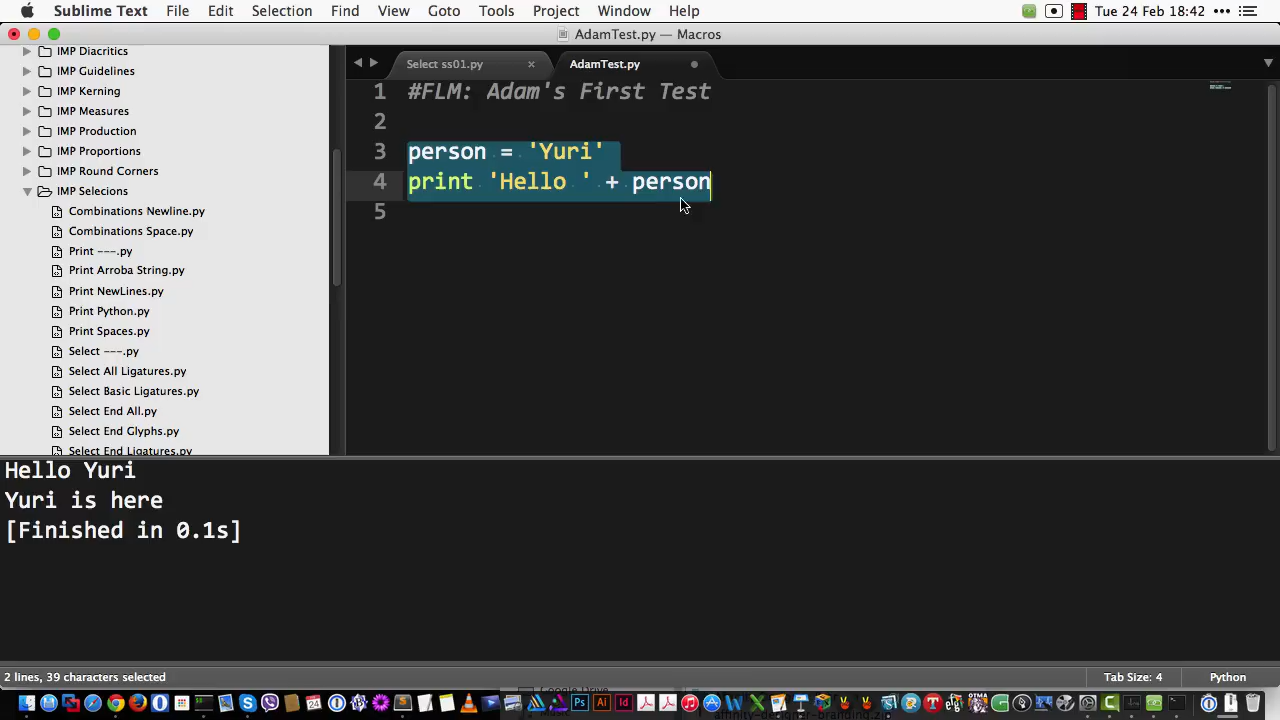 Sublime Text File Edit Selection Find View Goto Tools Project Window Help Tue 24 Feb 18:42
AdamTest.py — Macros
IMP Diacritics
IMP Guidelines
IMP Kerning
IMP Measures
IMP Production
IMP Proportions
IMP Round Corners
IMP Selecions
Combinations Newline.py
Combinations Space.py
Print ---.py
Print Arroba String.py
Print NewLines.py
Print Python.py
Print Spaces.py
Select ---.py
Select All Ligatures.py
Select Basic Ligatures.py
Select End All.py
Select End Glyphs.py
Select End Ligatures.py
Select ss01.py × AdamTest.py
1 #FLM: Adam's First Test
2
3 person = 'Yuri'
4 print 'Hello ' + person
5
Hello Yuri
Yuri is here
[Finished in 0.1s]
2 lines, 39 characters selected Tab Size: 4 Python